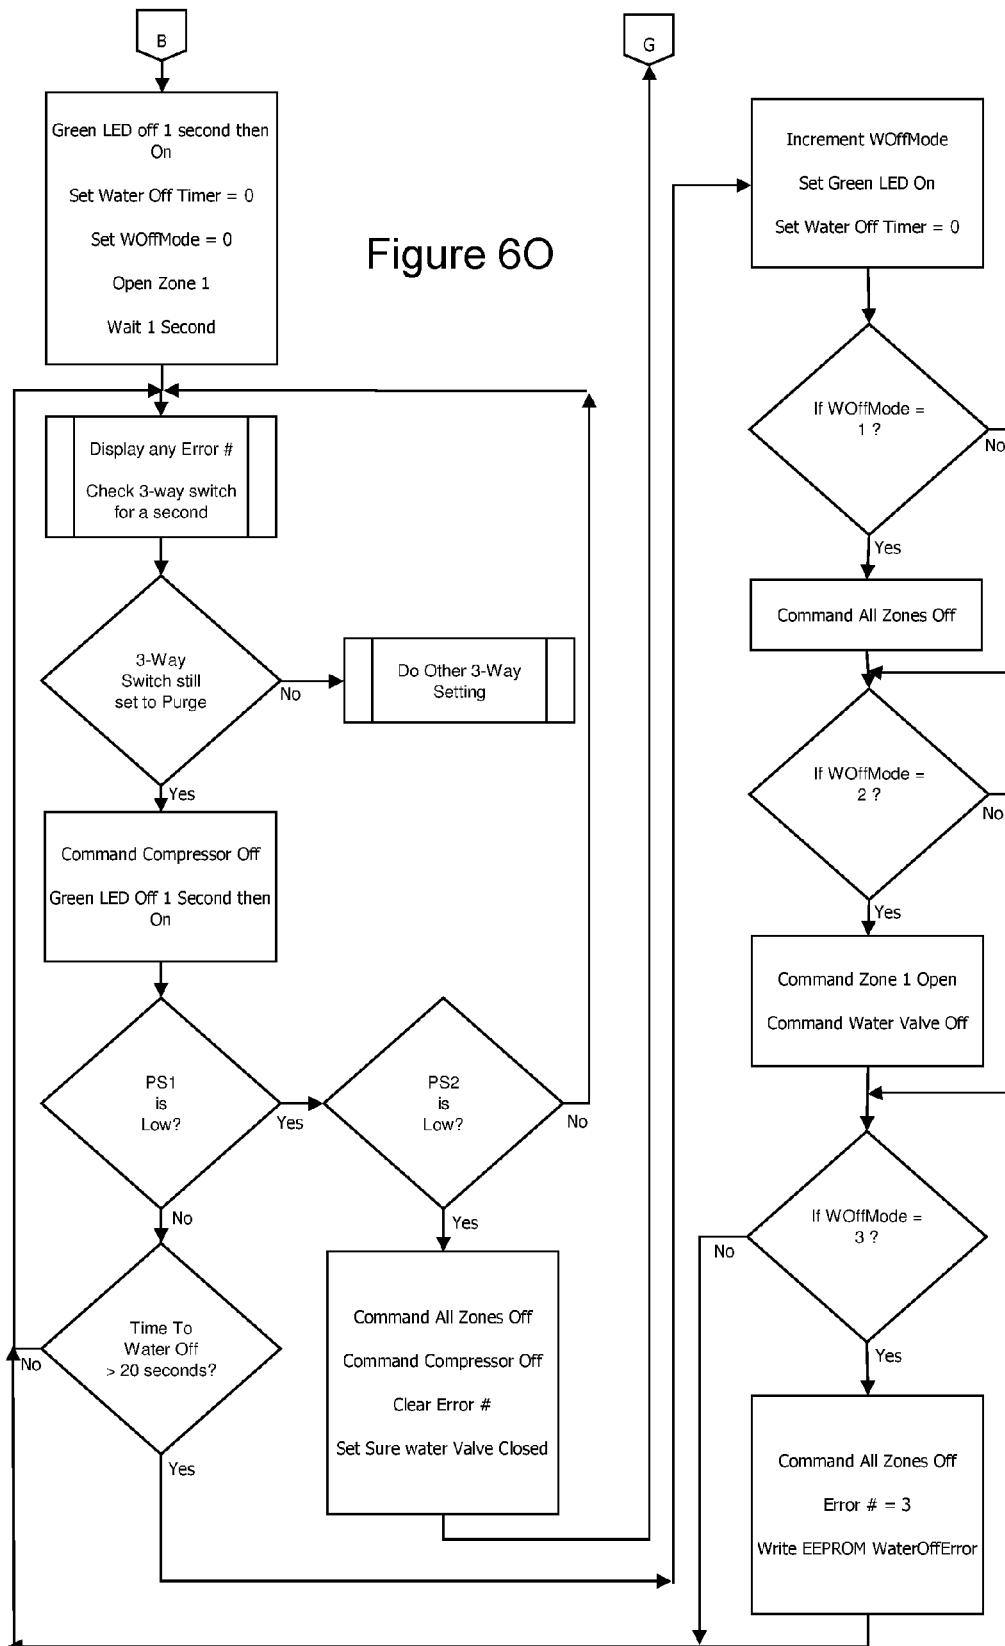 B
Green LED off 1 second then
On
Set Water Off Timer = 0
Set WOffMode = 0
Open Zone 1
Wait 1 Second
Figure 6O
Display any Error #
Check 3-way switch
for a second
3-Way
Switch still
set to Purge
No
Do Other 3-Way
Setting
Yes
Command Compressor Off
Green LED Off 1 Second then
On
PS1
is
Low?
Yes
PS2
is
Low?
No
No
Yes
Time To
Water Off
> 20 seconds?
No
Yes
Command All Zones Off
Command Compressor Off
Clear Error #
Set Sure water Valve Closed
G
Increment WOffMode
Set Green LED On
Set Water Off Timer = 0
If WOffMode =
1 ?
No
Yes
Command All Zones Off
If WOffMode =
2 ?
No
Yes
Command Zone 1 Open
Command Water Valve Off
If WOffMode =
3 ?
No
Yes
Command All Zones Off
Error # = 3
Write EEPROM WaterOffError